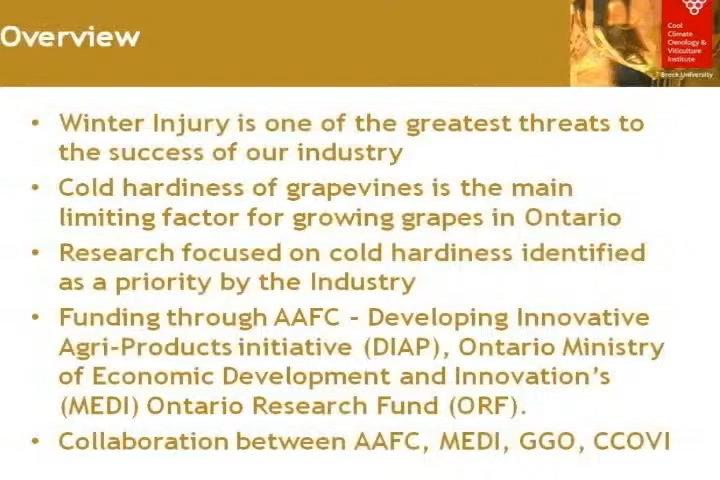 Overview
Cool
Climate
Oenology &
Viticulture
Institute
Brock University
• Winter Injury is one of the greatest threats to
the success of our industry
• Cold hardiness of grapevines is the main
limiting factor for growing grapes in Ontario
• Research focused on cold hardiness identified
as a priority by the Industry
• Funding through AAFC - Developing Innovative
Agri-Products initiative (DIAP), Ontario Ministry
of Economic Development and Innovation's
(MEDI) Ontario Research Fund (ORF).
• Collaboration between AAFC, MEDI, GGO, CCOVI